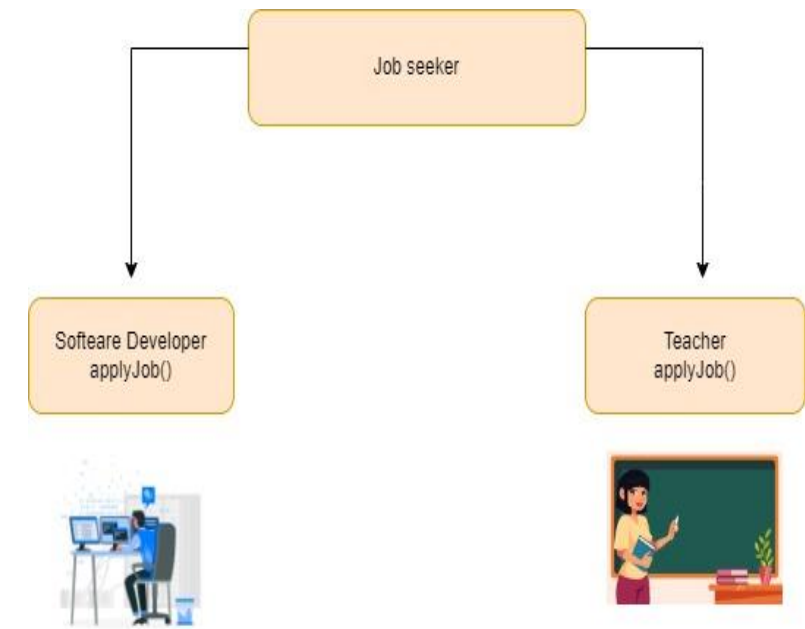 Job seeker
Softeare Developer
applyJob()
Teacher
applyJob()